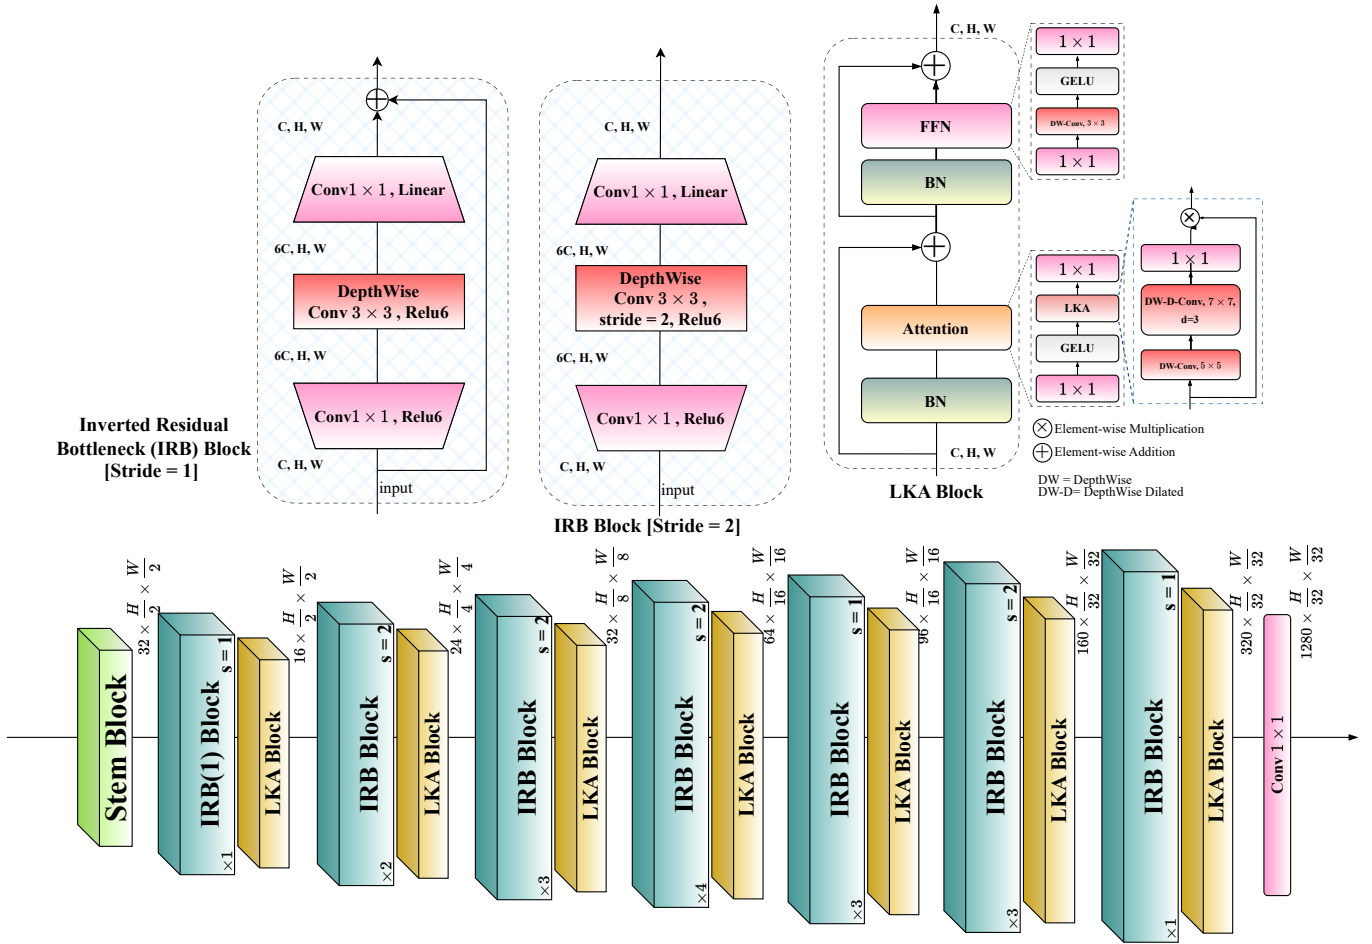 C, H, W
Conv1 × 1 , Linear
6C, H, W
DepthWise
Conv 3 × 3 , Relu6
6C, H, W
Conv1 × 1 , Relu6
C, H, W
input
Inverted Residual
Bottleneck (IRB) Block
[Stride = 1]
C, H, W
Conv1 × 1 , Linear
6C, H, W
DepthWise
Conv 3 × 3 ,
stride = 2, Relu6
6C, H, W
Conv1 × 1 , Relu6
C, H, W
input
IRB Block [Stride = 2]
C, H, W
FFN
BN
Attention
BN
C, H, W
LKA Block
1 × 1
GELU
DW-Conv, 3 × 3
1 × 1
1 × 1
LKA
GELU
1 × 1
1 × 1
DW-D-Conv, 7 × 7,
d=3
DW-Conv, 5 × 5
Element-wise Multiplication
Element-wise Addition
DW = DepthWise
DW-D= DepthWise Dilated
Stem Block
32 × H/2 × W/2
IRB(1) Block
s = 1
×1
LKA Block
16 × H/2 × W/2
IRB Block
s = 2
×2
LKA Block
24 × H/4 × W/4
IRB Block
s = 2
×3
LKA Block
32 × H/8 × W/8
IRB Block
s = 2
×4
LKA Block
64 × H/16 × W/16
IRB Block
s = 1
×3
LKA Block
96 × H/16 × W/16
IRB Block
s = 2
×3
LKA Block
160 × H/32 × W/32
IRB Block
s = 1
×1
LKA Block
320 × H/32 × W/32
Conv 1 × 1
1280 × H/32 × W/32